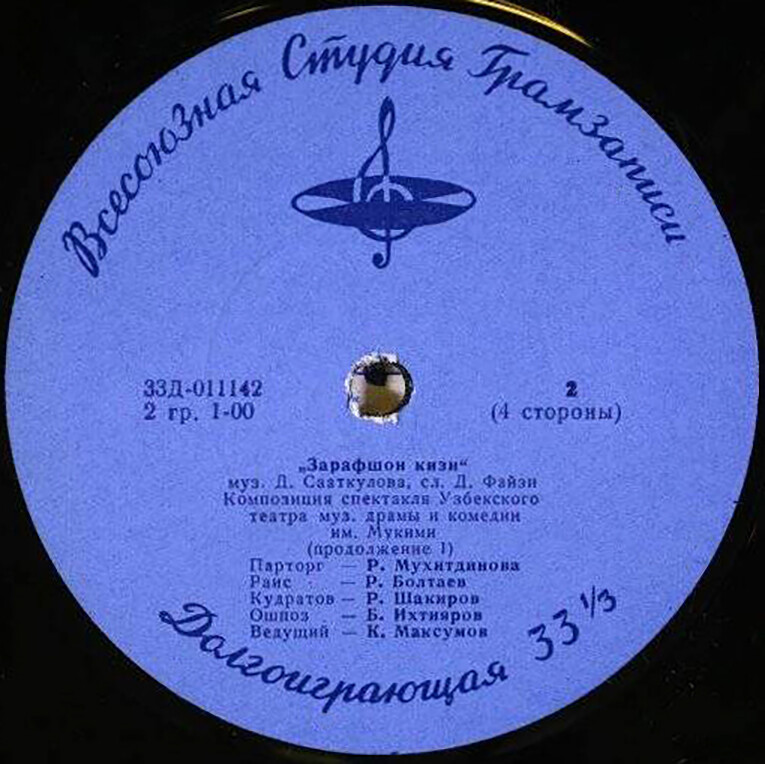 Всесоюзная Студия Грамзаписи
33Д-011142
2 гр. 1-00
2
(4 стороны)
„Зарафшон кизи“
муз. Д. Сааткулова, сл. Д. Файзи
Композиция спектакля Узбекского
театра муз. драмы и комедии
им. Мукими
(продолжение 1)
Парторг — Р. Мухитдинова
Раис — Р. Болтаев
Кудратов — Р. Шакиров
Ошпоз — Б. Ихтияров
Ведущий — К. Максумов
Долгоиграющая 33 1/3